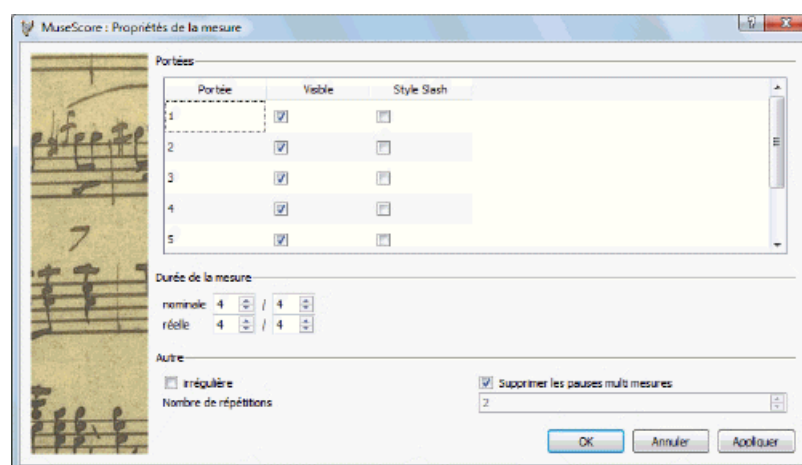 MuseScore : Propriétés de la mesure
Portées
Portée Visible Style Slash
1
2
3
4
5
Durée de la mesure
nominale 4 / 4
réelle 4 / 4
Autre
Irrégulière
Supprimer les pauses multi mesures
Nombre de répétitions
2
OK Annuler Appliquer
7